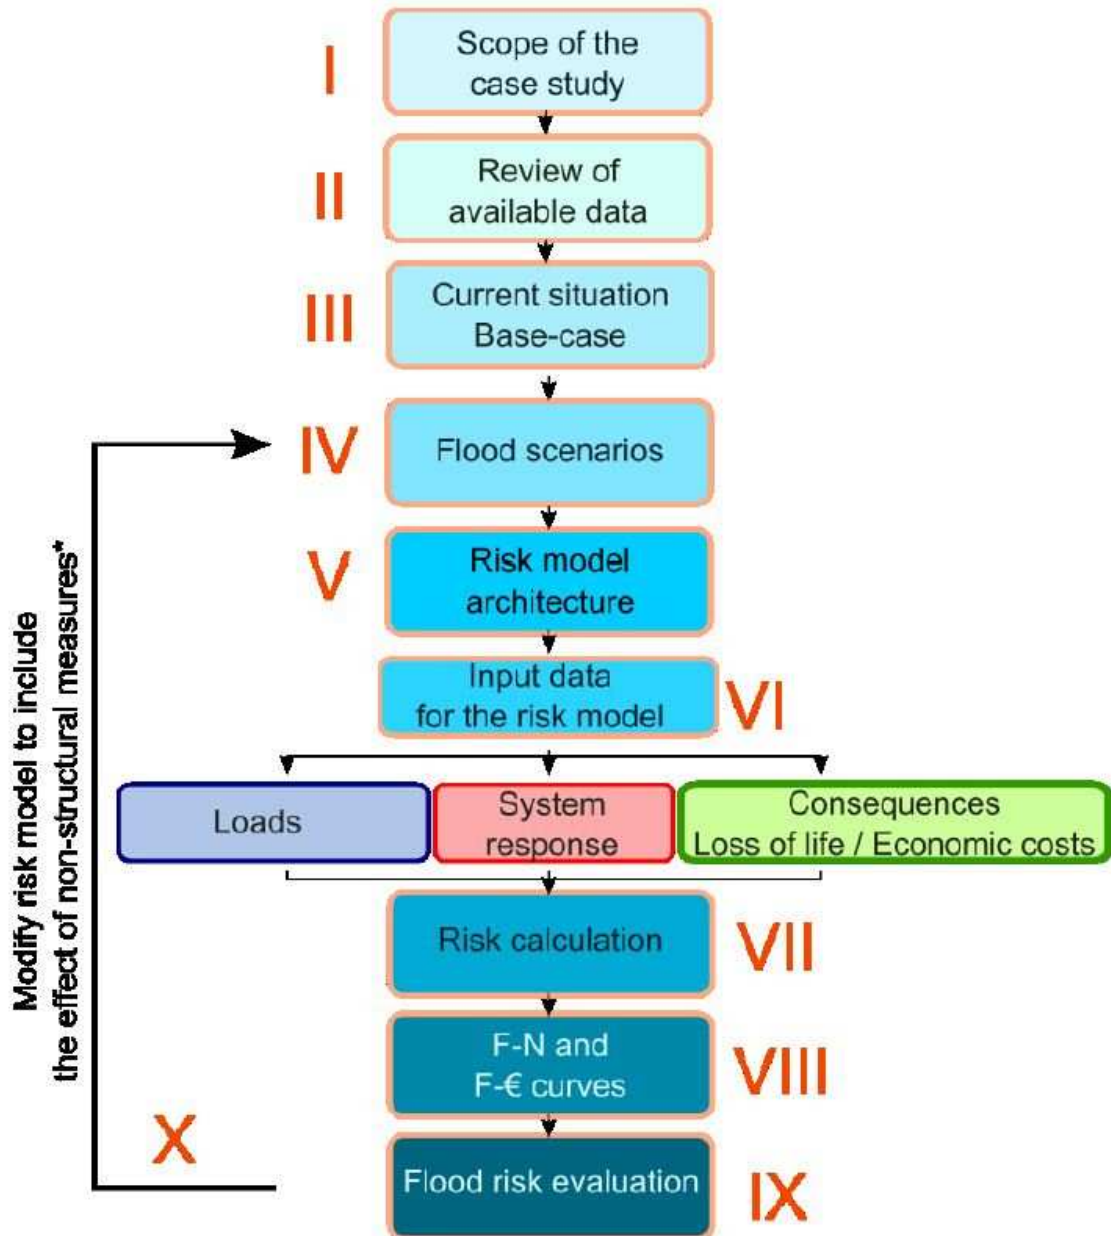 I
Scope of the
case study
II
Review of
available data
III
Current situation
Base-case
IV
Flood scenarios
V
Risk model
architecture
Input data
for the risk model
VI
Loads
System
response
Consequences
Loss of life / Economic costs
Risk calculation
VII
F-N and
F-€ curves
VIII
Flood risk evaluation
IX
X
Modify risk model to include
the effect of non-structural measures*